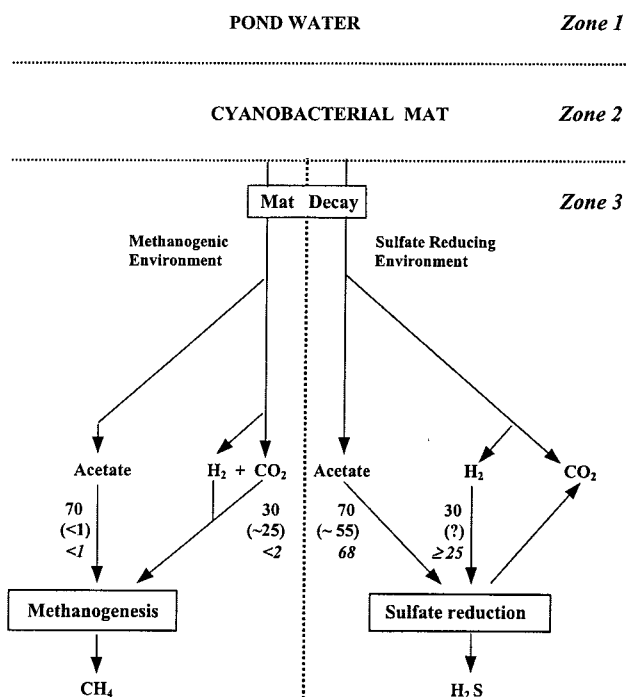 POND WATER Zone 1
CYANOBACTERIAL MAT Zone 2
Mat Decay Zone 3
Methanogenic
Environment
Sulfate Reducing
Environment
Acetate H₂ + CO₂ Acetate H₂ CO₂
70 30 70 30
(<1) (~25) (~ 55) (?)
<1 <2 68 ≥25
Methanogenesis Sulfate reduction
CH₄ H₂S